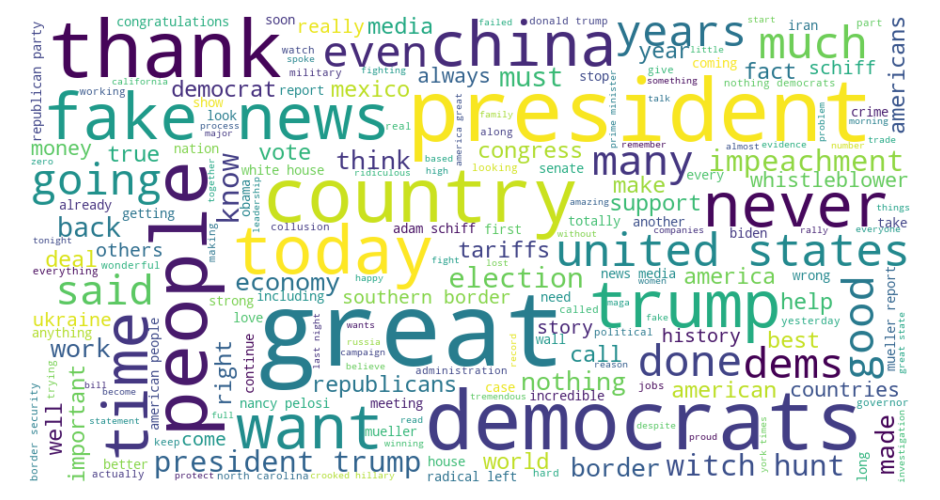 congratulations
soon
really
media
failed
donald trump
start
part
thank
even
china
years
year
much
iran
watch
spoke
fighting
little
republican party
california
working
democrat
report
military
mexico
always
must
stop
give
coming
something
fact
schiff
nothing democrats
americans
fake news
show
look
process
major
real
president
family
talk
prime minister
problem
morning
crime
america great
along
remember
almost
evidence
trade
number
money
true
nation
vote
think
congress
many
impeachment
zero
based
ridiculous
high
looking
senate
every
whistleblower
going
together
know
white house
obama
leadership
country
make
support
amazing
never
take
things
already
getting
people
collusion
adam schiff
first
totally
another
biden
companies
rally
everyone
back
others
making
today
without
tariffs
united states
tonight
deal
everything
wonderful
fight
lost
happy
economy
election
news media
women
america
wrong
said
strong
including
southern border
need
called
maga
fake
trump
help
good
yesterday
mueller report
great state
ukraine
anything
time
american people
love
great
wants
last night
russia
campaign
believe
record
story
wall
political
reason
history
best
work
right
continue
administration
call
done
dems
border security
trying
important
bill
become
republicans
case
tremendous
nothing
incredible
jobs
american
countries
statement
full
want
nancy pelosi
meeting
read
winning
democrats
despite
proud
york times
governor
well
keep
come
mueller
better
actually
president trump
protect
north carolina
crooked hillary
house
radical left
world
hard
border
witch hunt
long
made
investigation